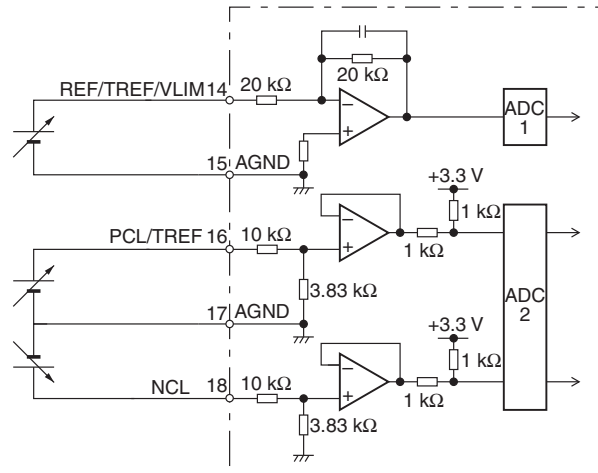 20 kΩ
REF/TREF/VLIM 14
20 kΩ
−
+
ADC
1
15 AGND
+3.3 V
1 kΩ
PCL/TREF 16
10 kΩ
−
+
1 kΩ
3.83 kΩ
ADC
2
17 AGND
+3.3 V
1 kΩ
NCL 18
10 kΩ
−
+
1 kΩ
3.83 kΩ